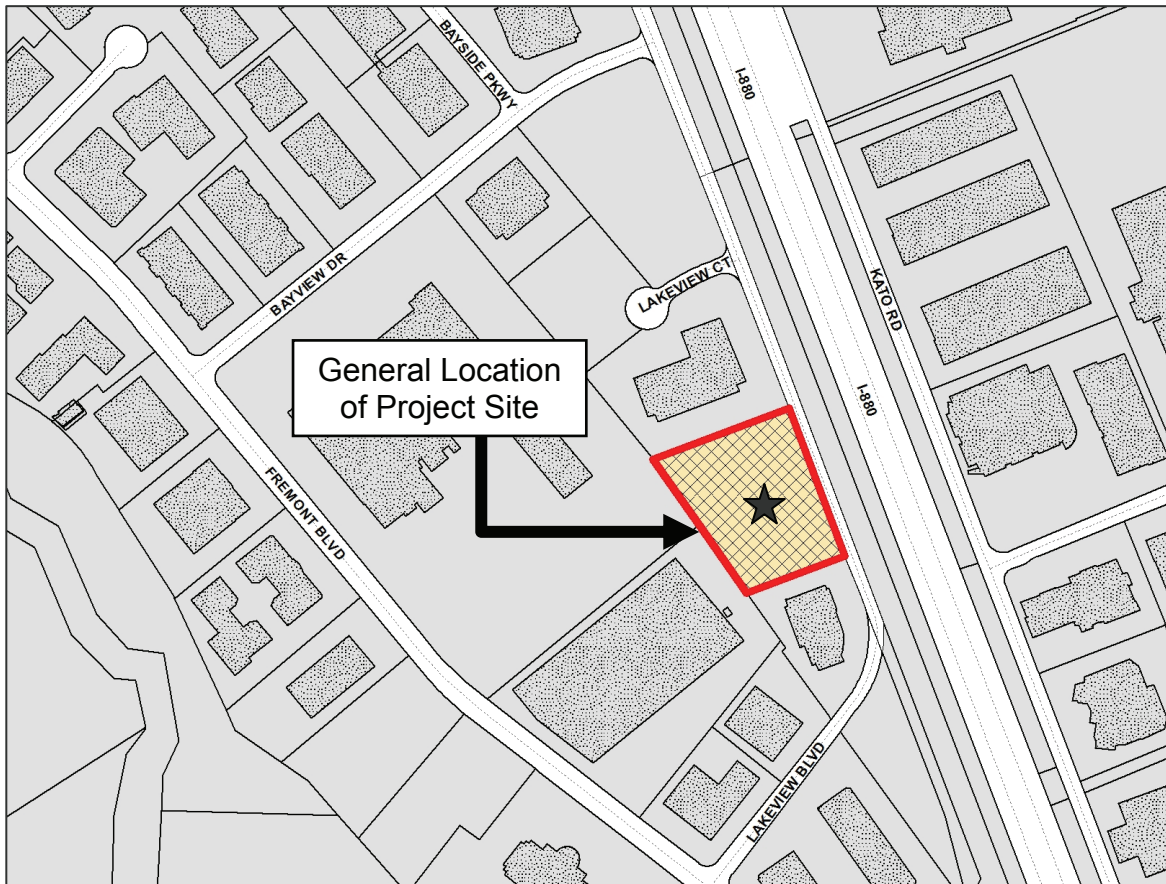 BAYSIDE PKWY
I-880
BAYVIEW DR
LAKEVIEW CT
KATO RD
General Location
of Project Site
I-880
FREMONT BLVD
LAKEVIEW BLVD